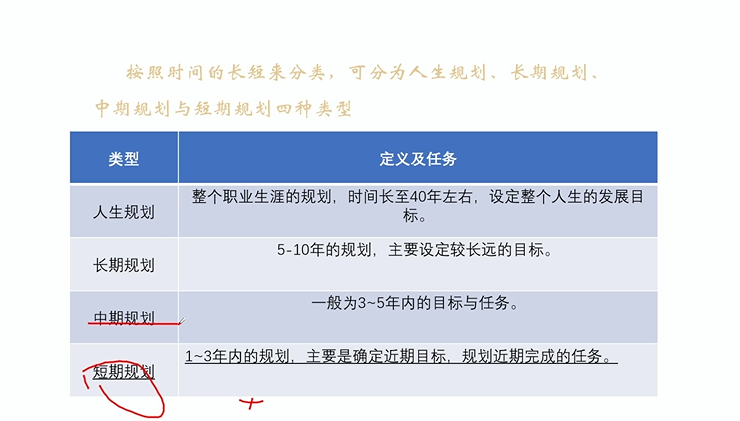 按照时间的长短来分类，可分为人生规划、长期规划、
中期规划与短期规划四种类型
类型
定义及任务
人生规划
整个职业生涯的规划，时间长至40年左右，设定整个人生的发展目
标。
长期规划
5-10年的规划，主要设定较长远的目标。
中期规划
一般为3~5年内的目标与任务。
短期规划
1~3年内的规划，主要是确定近期目标，规划近期完成的任务。